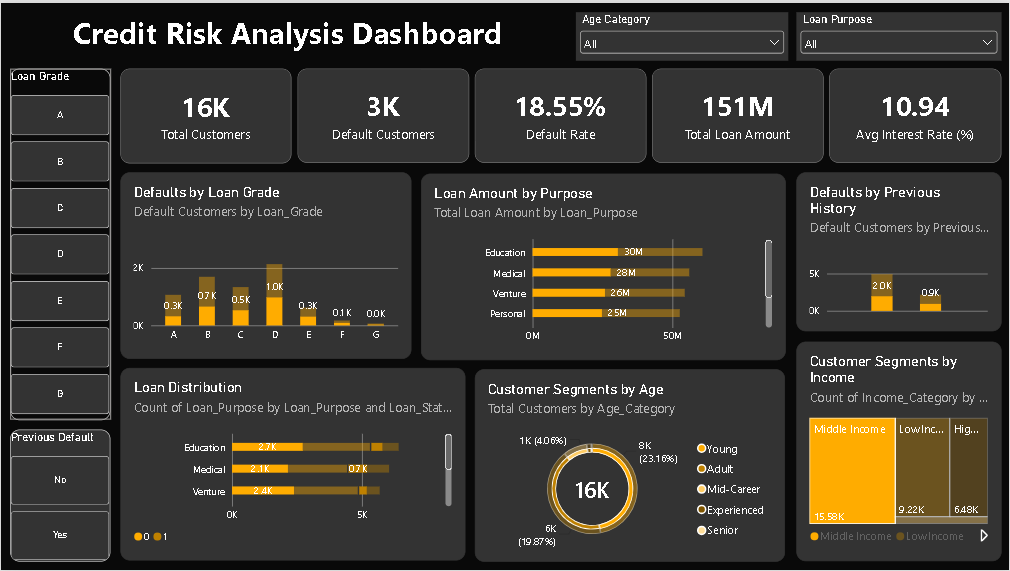 Credit Risk Analysis Dashboard
Age Category
All
Loan Purpose
All
Loan Grade
A
B
C
D
E
F
G
Previous Default
No
Yes
16K
Total Customers
3K
Default Customers
18.55%
Default Rate
151M
Total Loan Amount
10.94
Avg Interest Rate (%)
Defaults by Loan Grade
Default Customers by Loan_Grade
2K
0K
0.3K
0.7K
0.5K
1.0K
0.3K
0.1K
0.0K
A
B
C
D
E
F
G
Loan Amount by Purpose
Total Loan Amount by Loan_Purpose
Education
30M
Medical
28M
Venture
26M
Personal
25M
0M
50M
Defaults by Previous
History
Default Customers by Previous...
5K
0K
2.0K
0.9K
Loan Distribution
Count of Loan_Purpose by Loan_Purpose and Loan_Stat...
Education
2.7K
Medical
2.1K
0.7K
Venture
2.4K
0K
5K
0
1
Customer Segments by Age
Total Customers by Age_Category
1K (4.06%)
8K
(23.16%)
16K
6K
(19.87%)
Young
Adult
Mid-Career
Experienced
Senior
Customer Segments by
Income
Count of Income_Category by ...
Middle Income
15.58K
Low Inc...
9.22K
Hig...
6.48K
Middle Income
Low Income